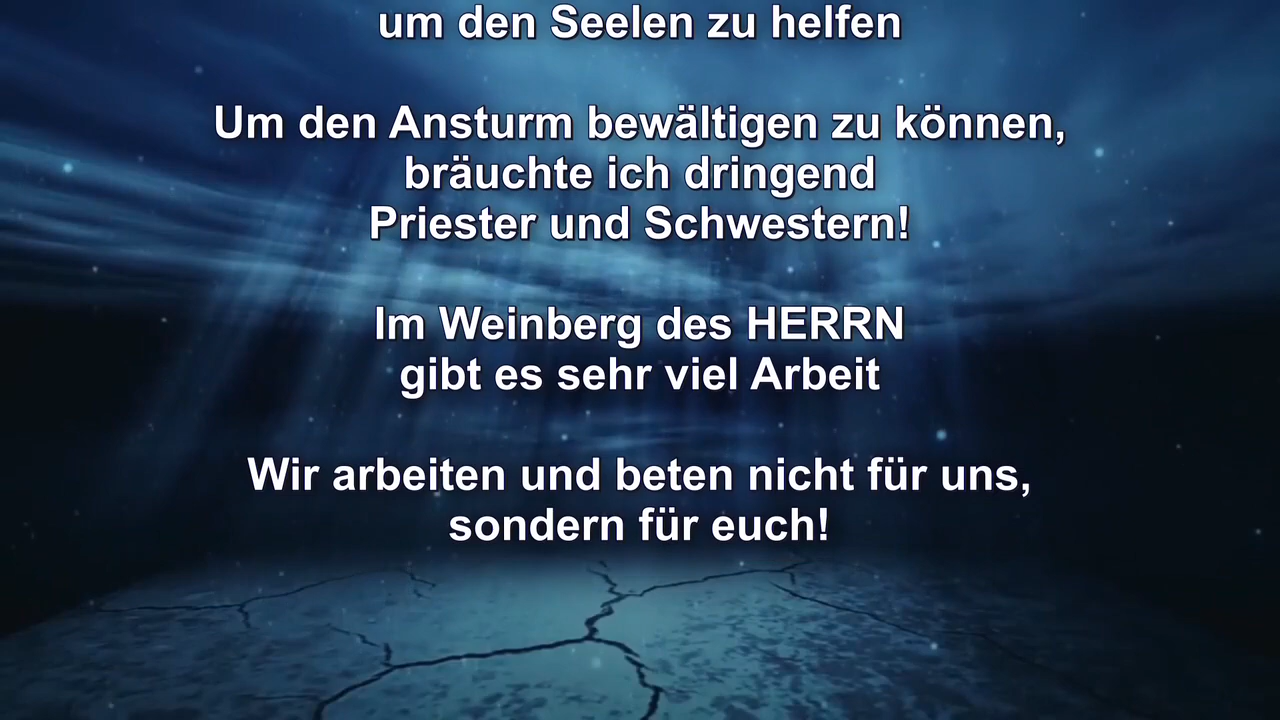 um den Seelen zu helfen
Um den Ansturm bewältigen zu können,
bräuchte ich dringend
Priester und Schwestern!
Im Weinberg des HERRN
gibt es sehr viel Arbeit
Wir arbeiten und beten nicht für uns,
sondern für euch!